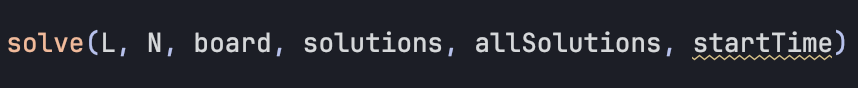 solve(L, N, board, solutions, allSolutions, startTime)